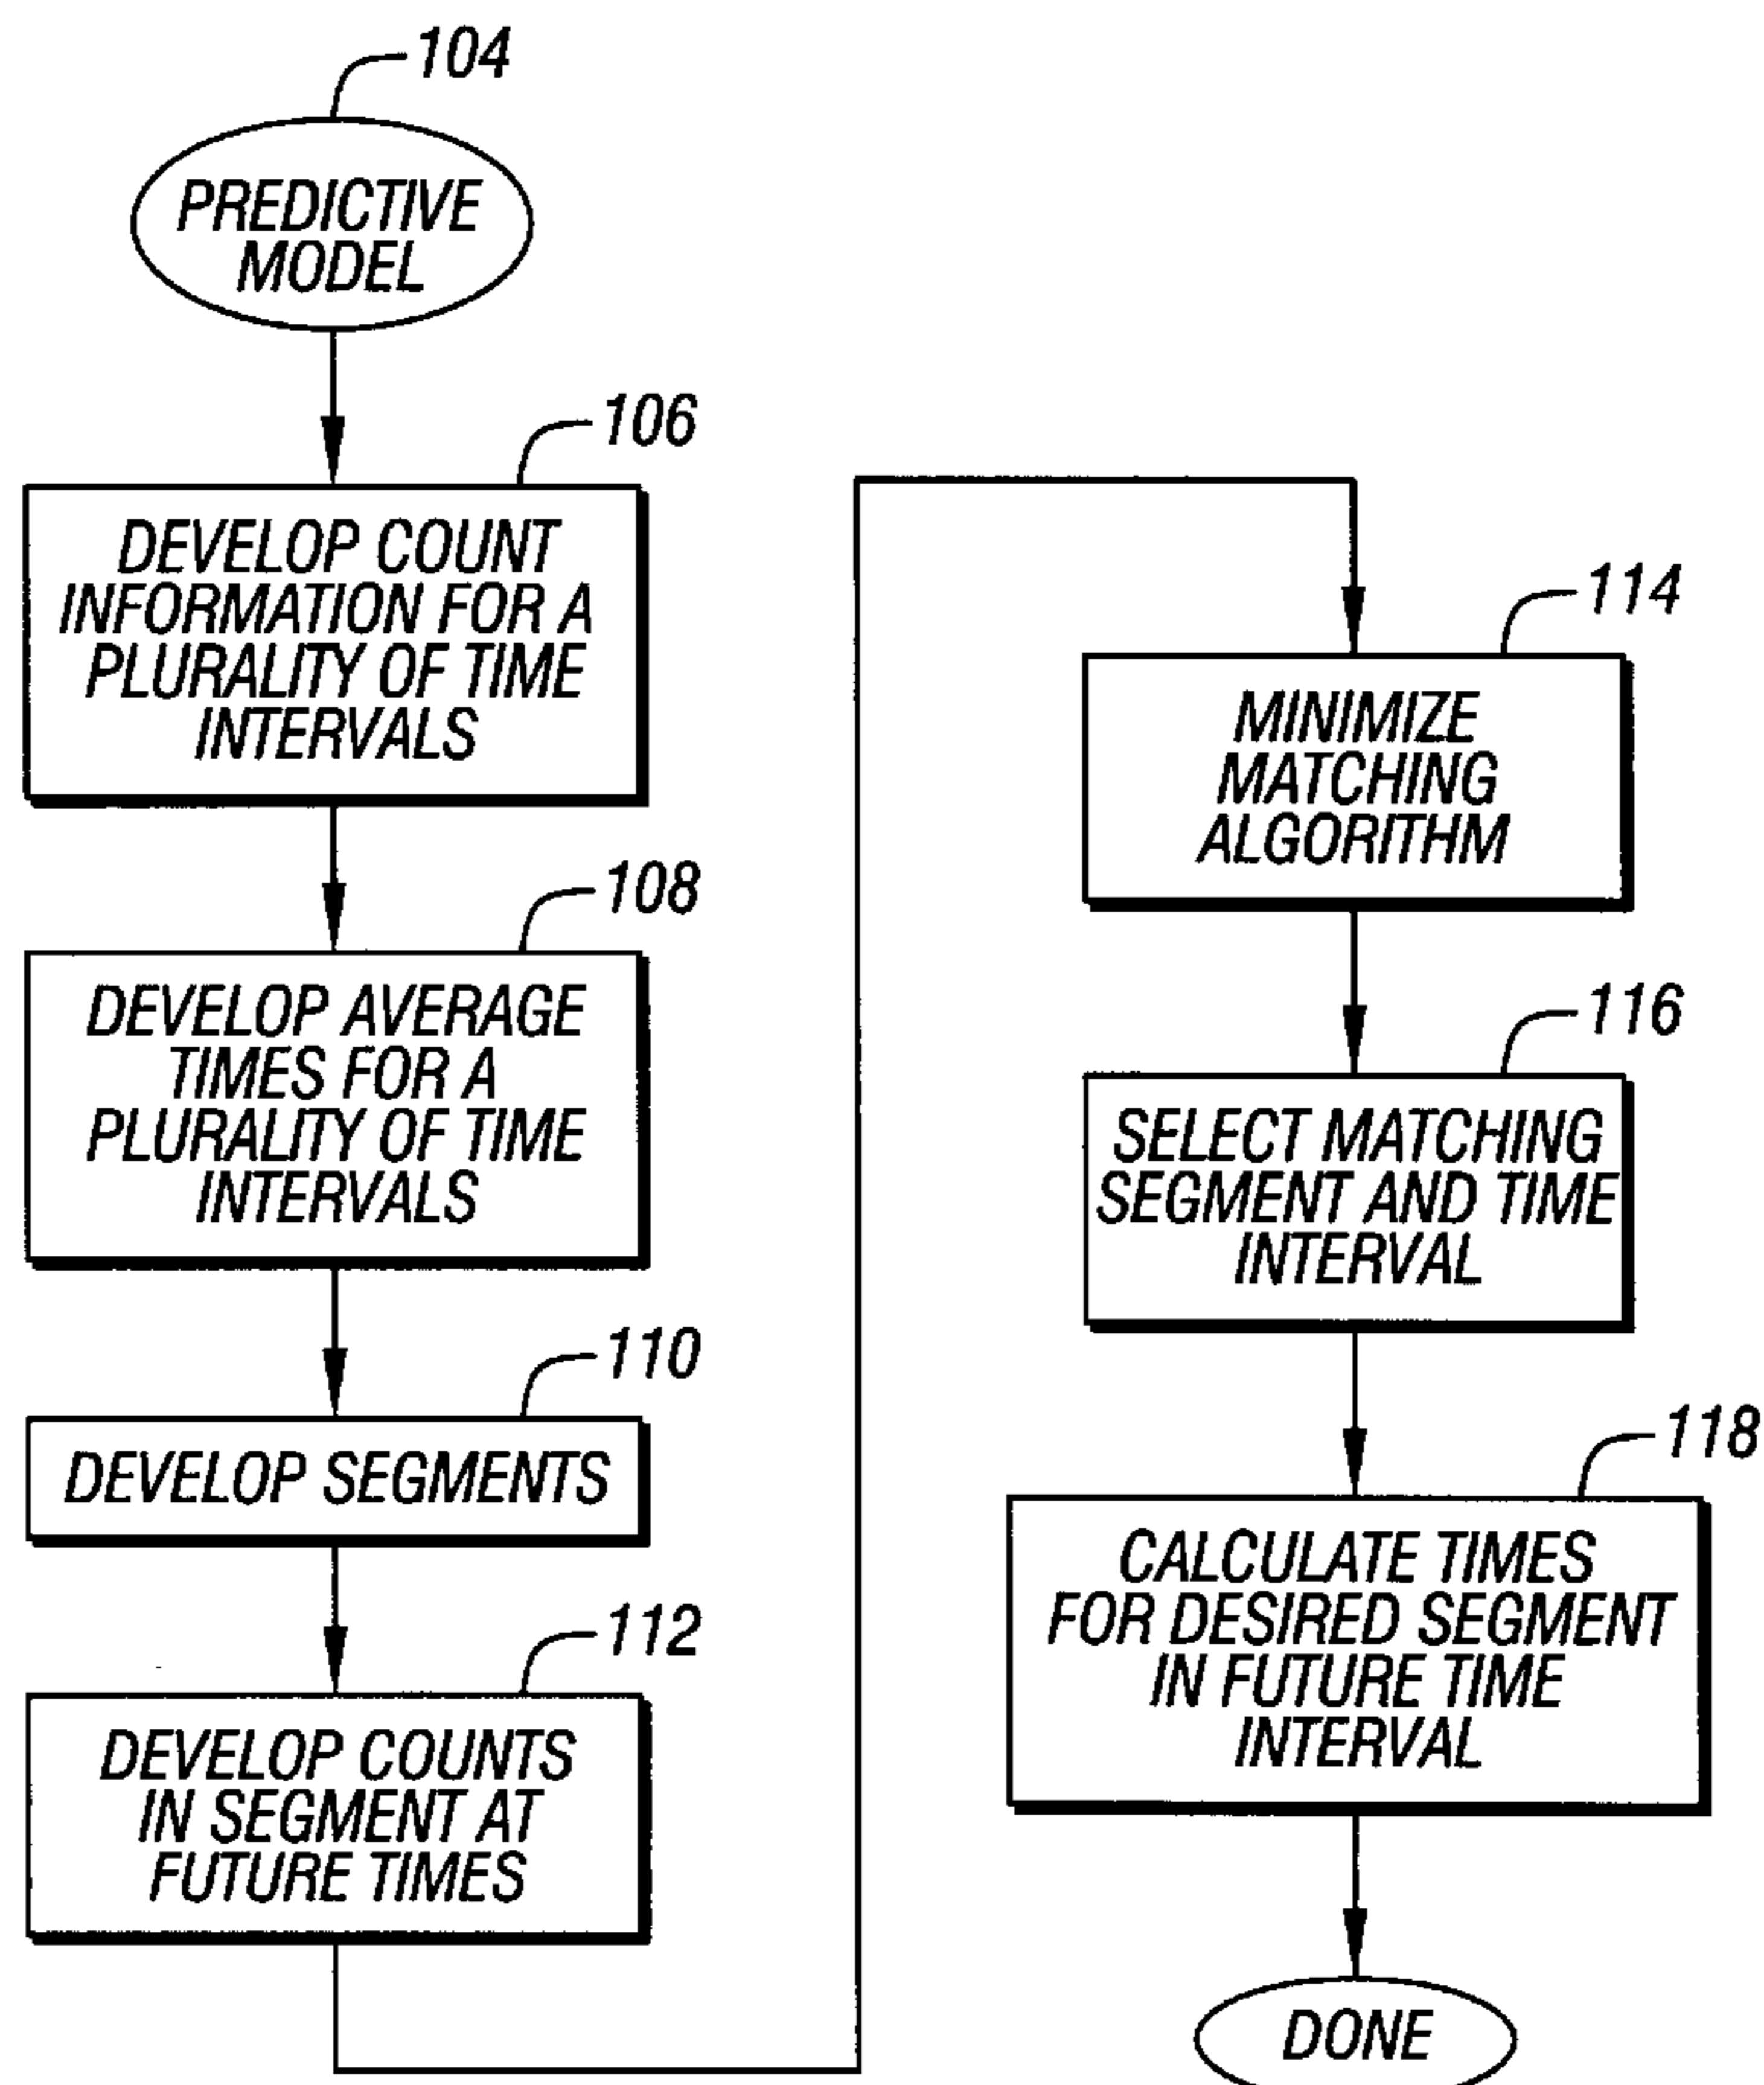 104
PREDICTIVE
MODEL
106
DEVELOP COUNT
INFORMATION FOR A
PLURALITY OF TIME
INTERVALS
108
DEVELOP AVERAGE
TIMES FOR A
PLURALITY OF TIME
INTERVALS
110
DEVELOP SEGMENTS
112
DEVELOP COUNTS
IN SEGMENT AT
FUTURE TIMES
114
MINIMIZE
MATCHING
ALGORITHM
116
SELECT MATCHING
SEGMENT AND TIME
INTERVAL
118
CALCULATE TIMES
FOR DESIRED SEGMENT
IN FUTURE TIME
INTERVAL
DONE